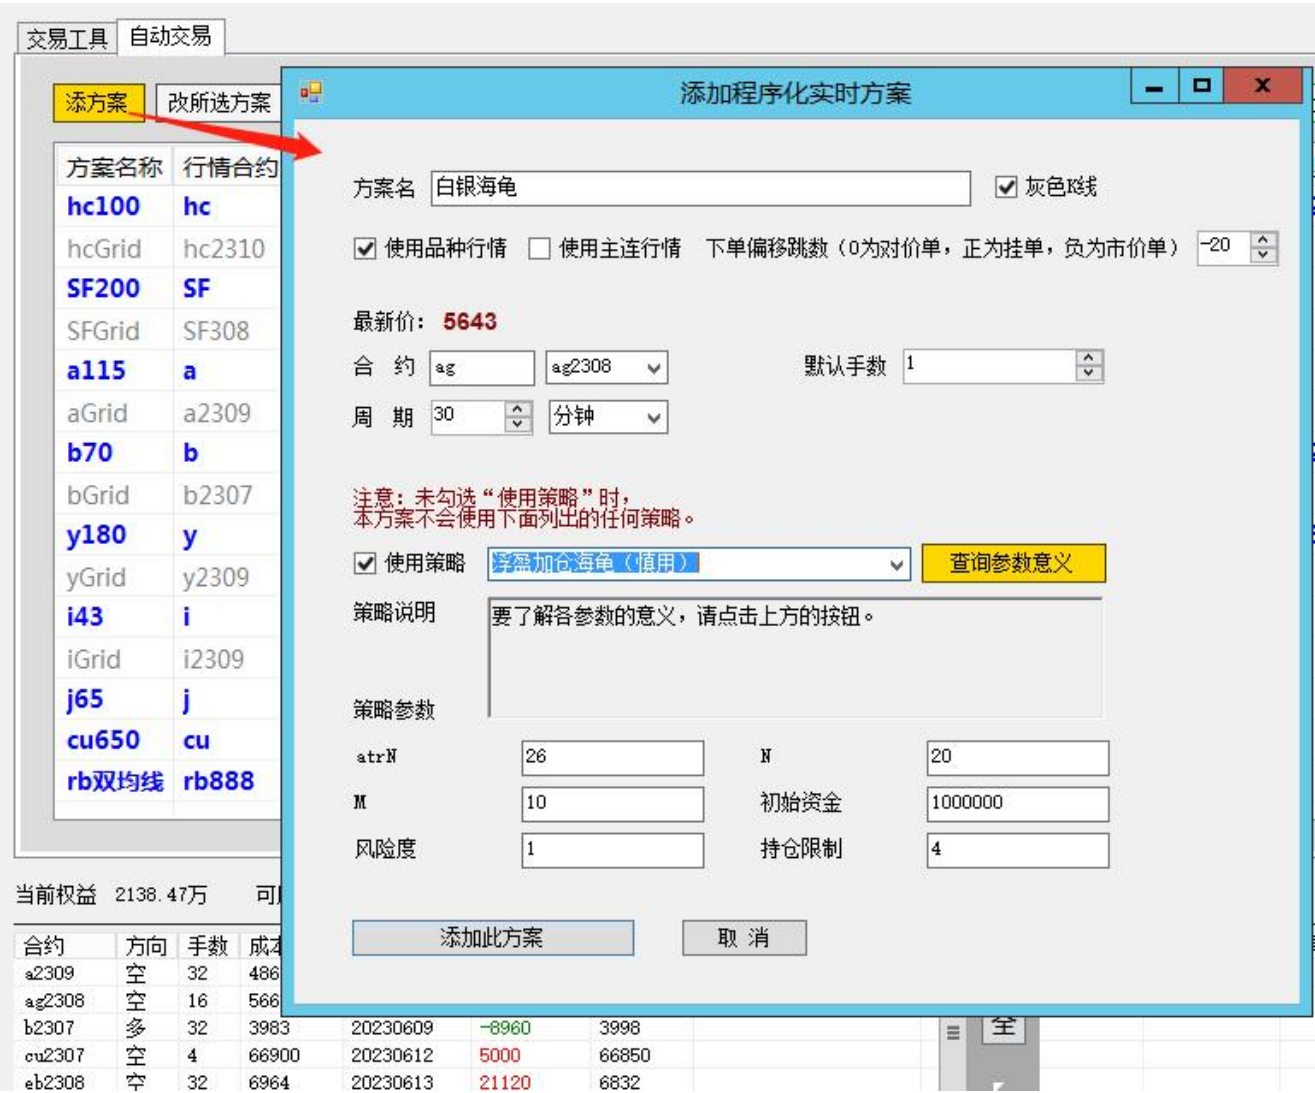 交易工具 自动交易
添方案 改所选方案 添加程序化实时方案
方案名称 行情合约
hc100 hc
hcGrid hc2310
SF200 SF
SFGrid SF308
a115 a
aGrid a2309
b70 b
bGrid b2307
y180 y
yGrid y2309
i43 i
iGrid i2309
j65 j
cu650 cu
rb双均线 rb888
方案名 白银海龟 灰色K线
使用品种行情 使用主连行情 下单偏移跳数（0为对价单，正为挂单，负为市价单） -20
最新价： 5643
合 约 ag ag2308 默认手数 1
周 期 30 分钟
注意：未勾选“使用策略”时，
本方案不会使用下面列出的任何策略。
使用策略 浮盈加仓海龟（慎用） 查询参数意义
策略说明 要了解各参数的意义，请点击上方的按钮。
策略参数
atrN 26 N 20
M 10 初始资金 1000000
风险度 1 持仓限制 4
添加此方案 取 消
当前权益 2138.47万 可
合约 方向 手数 成
a2309 空 32 486
ag2308 空 16 566
b2307 多 32 3983 20230609 -8960 3998 全
cu2307 空 4 66900 20230612 5000 66850
eb2308 空 32 6964 20230613 21120 6832